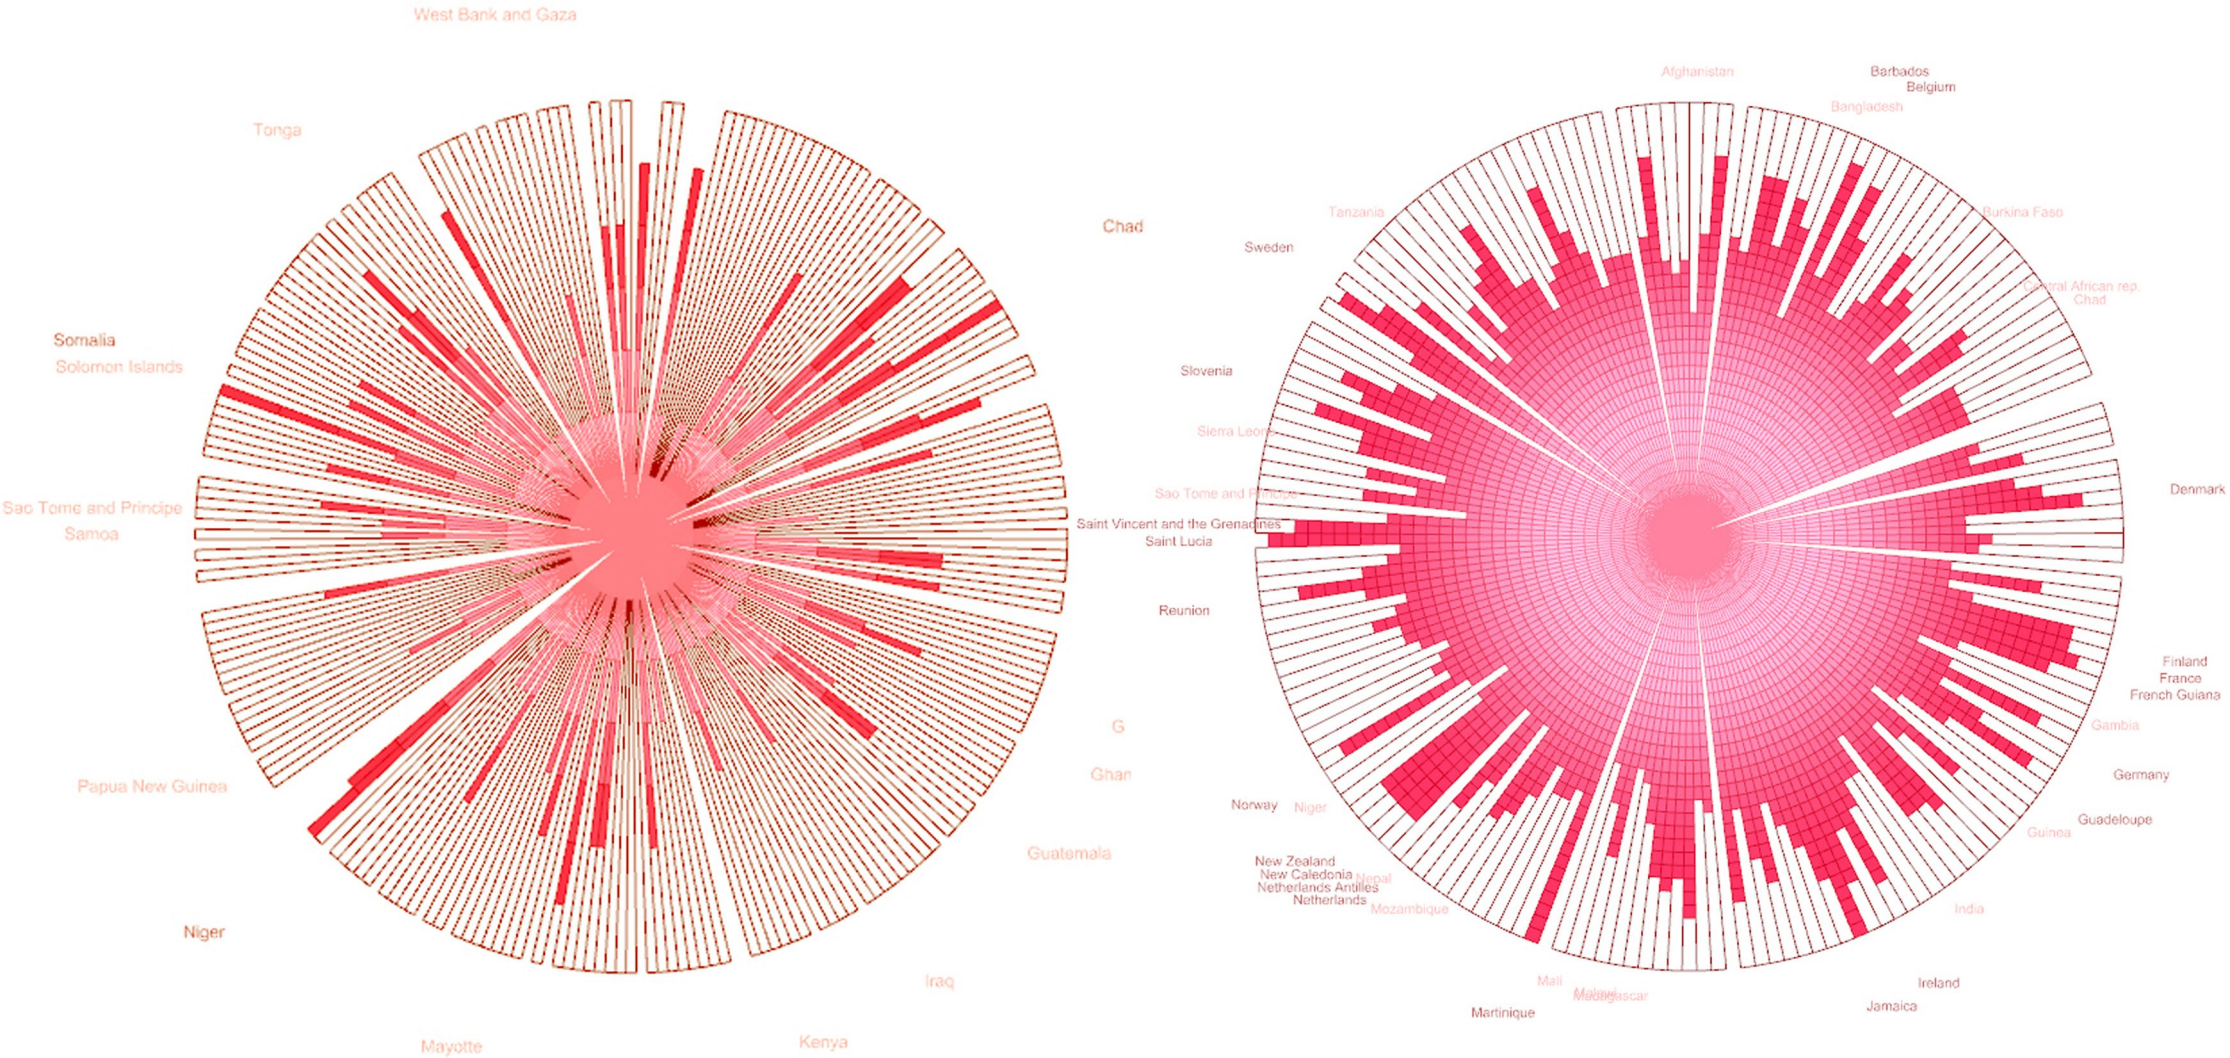 West Bank and Gaza
Tonga
Chad
Somalia
Solomon Islands
Sao Tome and Principe
Samoa
Papua New Guinea
Niger
Mayotte
Kenya
Iraq
Guatemala
Ghan
G
Afghanistan
Barbados
Belgium
Bangladesh
Tanzania
Burkina Faso
Sweden
Central African rep.
Chad
Slovenia
Sierra Leone
Sao Tome and Principe
Denmark
Saint Vincent and the Grenadines
Saint Lucia
Reunion
Finland
France
French Guiana
Gambia
Germany
Norway
Niger
Guadeloupe
Guinea
New Zealand
New Caledonia
Nepal
Netherlands Antilles
Netherlands
Mozambique
India
Mali
Malawi
Madagascar
Martinique
Ireland
Jamaica